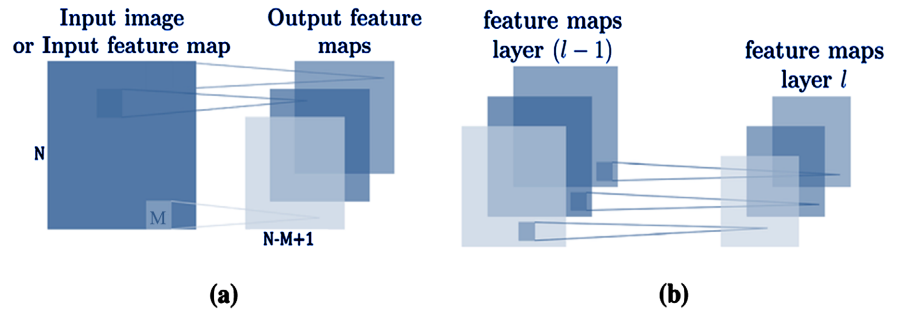 Input image
or Input feature map
Output feature
maps
N
M
N-M+1
(a)
feature maps
layer (l − 1)
feature maps
layer l
(b)